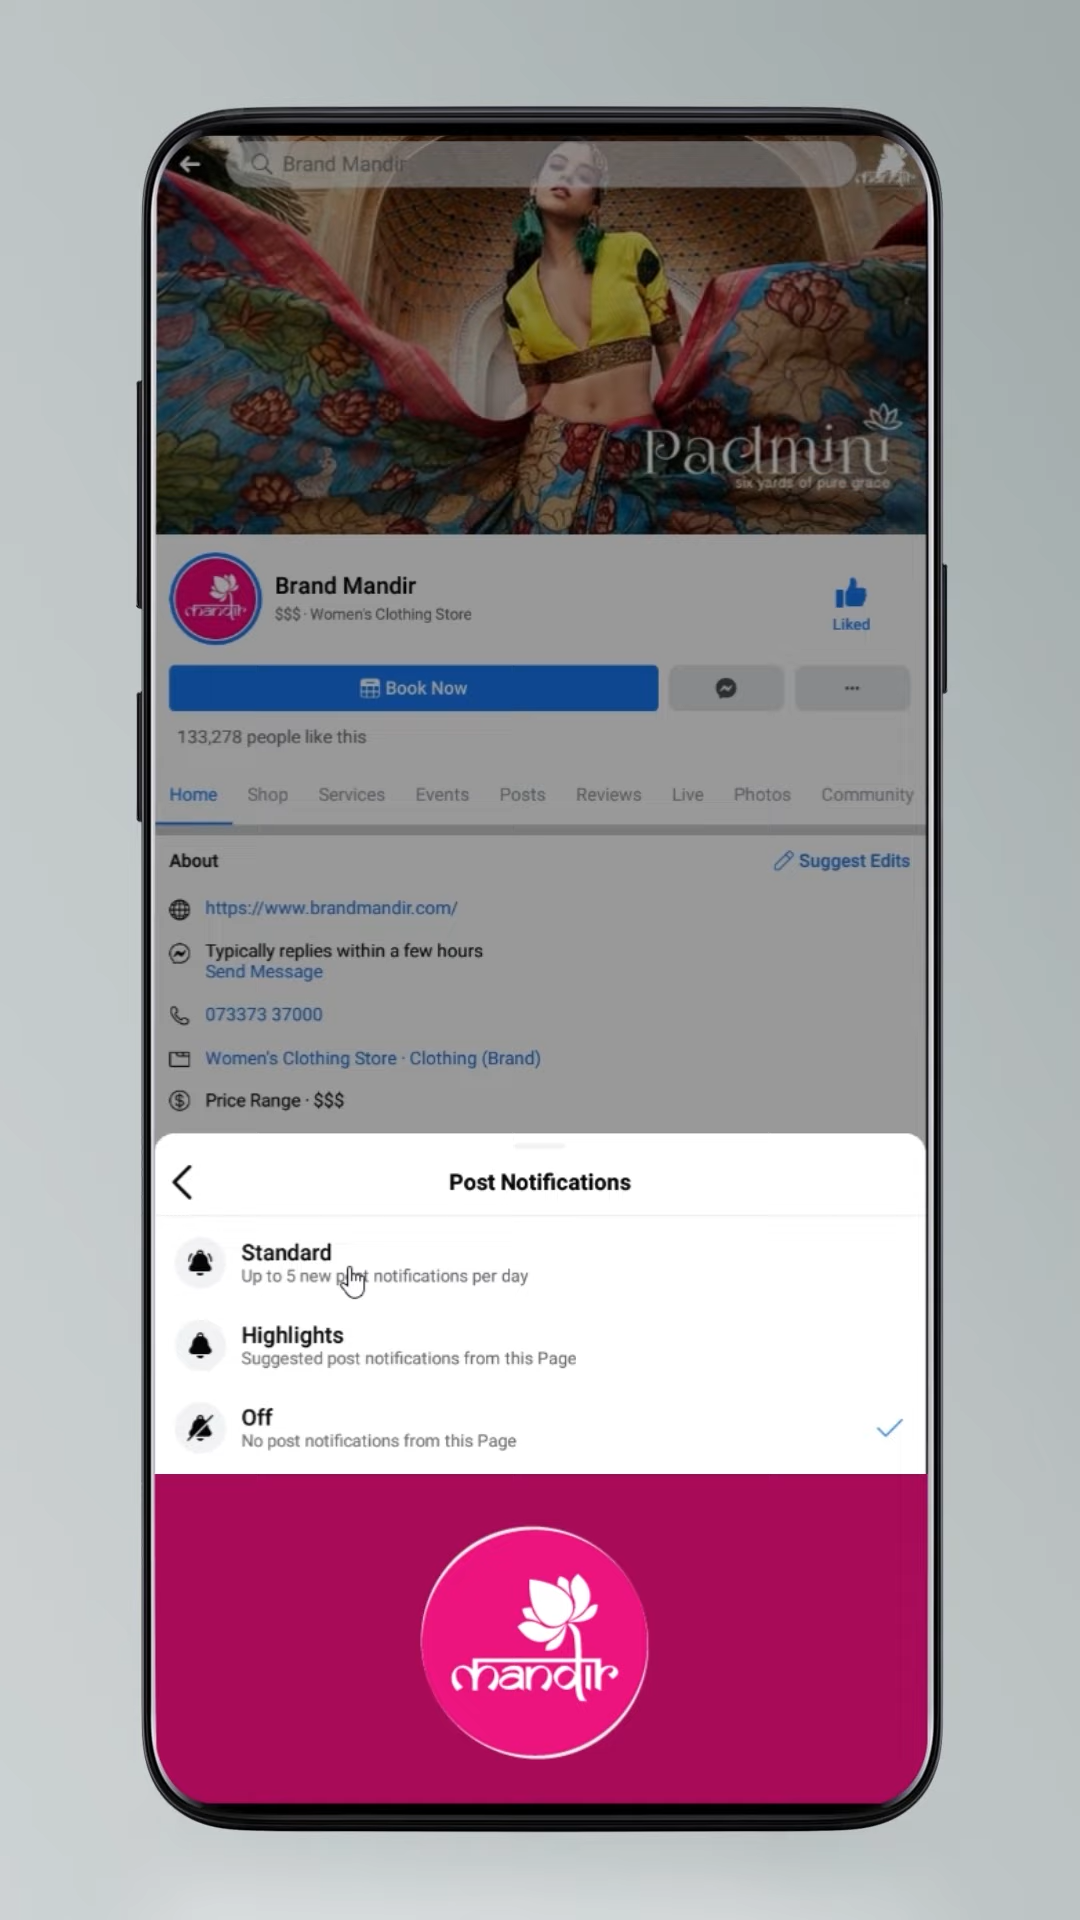 Brand Mandir
mandir
Padmini
six yards of pure grace
mandir
Brand Mandir
$$$ · Women's Clothing Store
Liked
Book Now
133,278 people like this
Home Shop Services Events Posts Reviews Live Photos Community
About
Suggest Edits
https://www.brandmandir.com/
Typically replies within a few hours
Send Message
073373 37000
Women's Clothing Store · Clothing (Brand)
Price Range · $$$
Post Notifications
Standard
Up to 5 new post notifications per day
Highlights
Suggested post notifications from this Page
Off
No post notifications from this Page
mandir